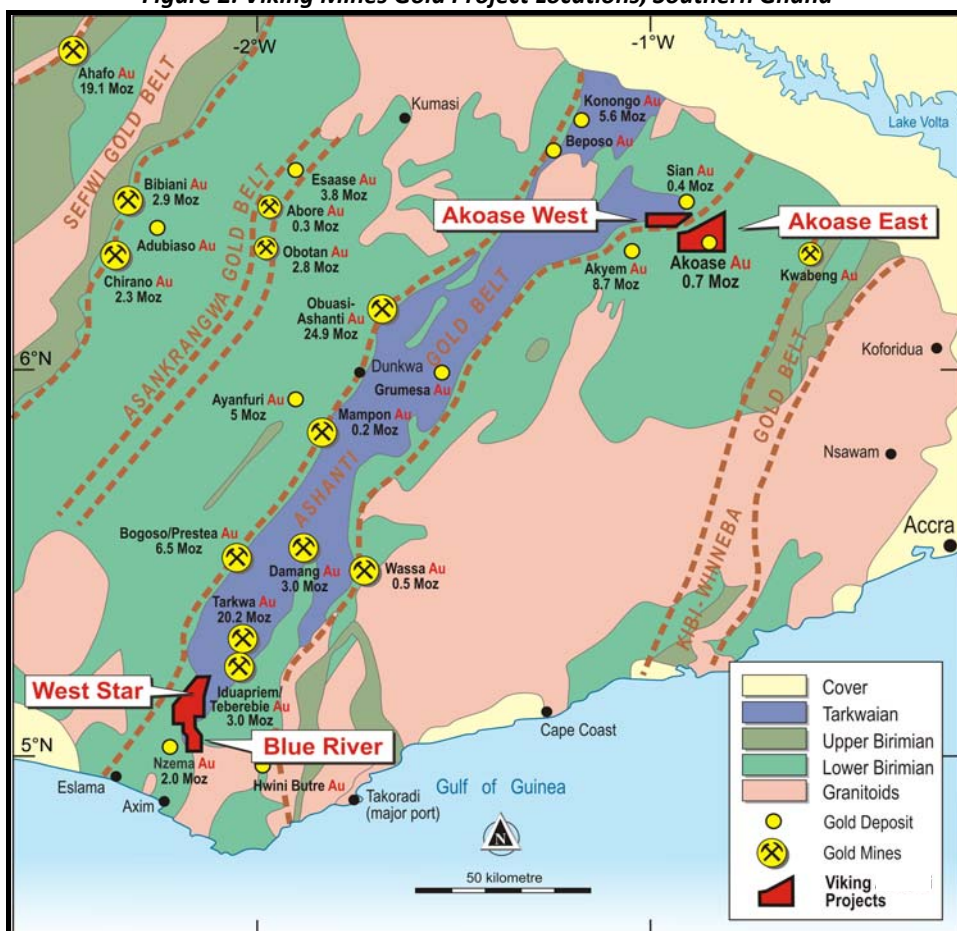 Figure 2: Viking Mines Gold Project Locations, Southern Ghana
-2°W
-1°W
Ahafo Au
19.1 Moz
SEFWI GOLD BELT
Kumasi
Konongo Au
5.6 Moz
Beposo Au
Lake Volta
Bibiani Au
2.9 Moz
Adubiaso Au
Chirano Au
2.3 Moz
Esaase Au
3.8 Moz
Abore Au
0.3 Moz
Obotan Au
2.8 Moz
ASANKRANGWA GOLD BELT
Sian Au
0.4 Moz
Akoase West
Akoase East
Akyem Au
8.7 Moz
Akoase Au
0.7 Moz
Kwabeng Au
Obuasi-
Ashanti Au
24.9 Moz
6°N
Dunkwa
Grumesa Au
Koforidua
Ayanfuri Au
5 Moz
Mampon Au
0.2 Moz
ASHANTI GOLD BELT
Nsawam
KIBI-WINNEBA GOLD BELT
Accra
Bogoso/Prestea Au
6.5 Moz
Damang Au
3.0 Moz
Wassa Au
0.5 Moz
Tarkwa Au
20.2 Moz
Iduapriem/
Teberebie Au
3.0 Moz
West Star
Blue River
5°N
Nzema Au
2.0 Moz
Hwini Butre Au
Eslama
Axim
Takoradi
(major port)
Cape Coast
Gulf of Guinea
N
50 kilometre
Cover
Tarkwaian
Upper Birimian
Lower Birimian
Granitoids
Gold Deposit
Gold Mines
Viking
Projects